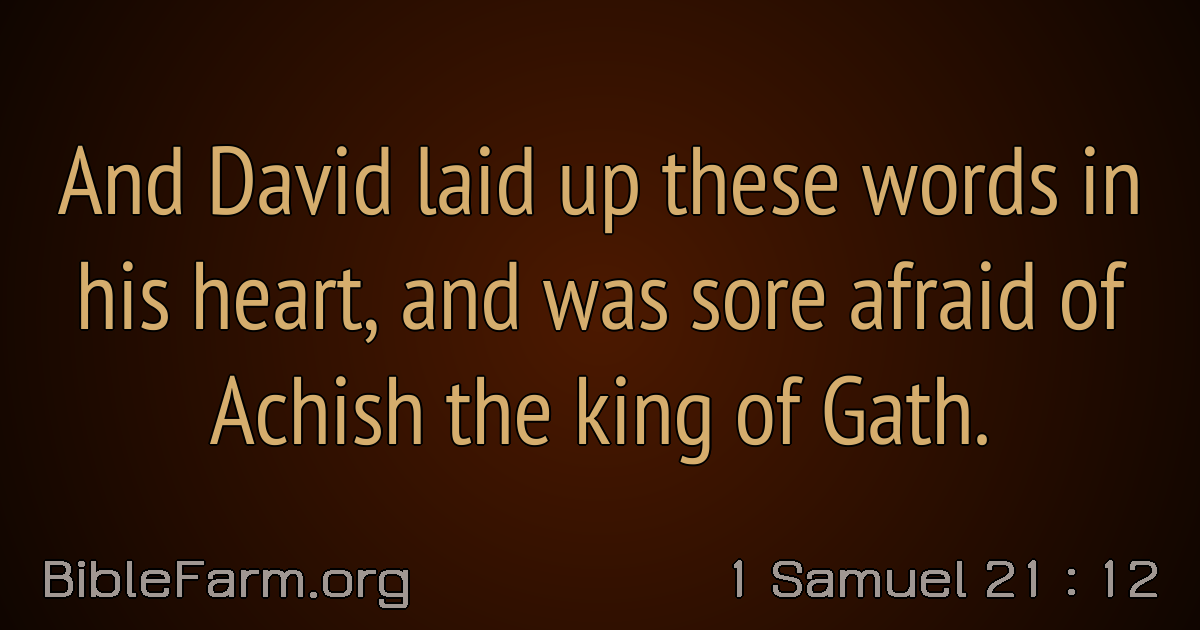 And David laid up these words in
his heart, and was sore afraid of
Achish the king of Gath.
BibleFarm.org
1 Samuel 21 : 12